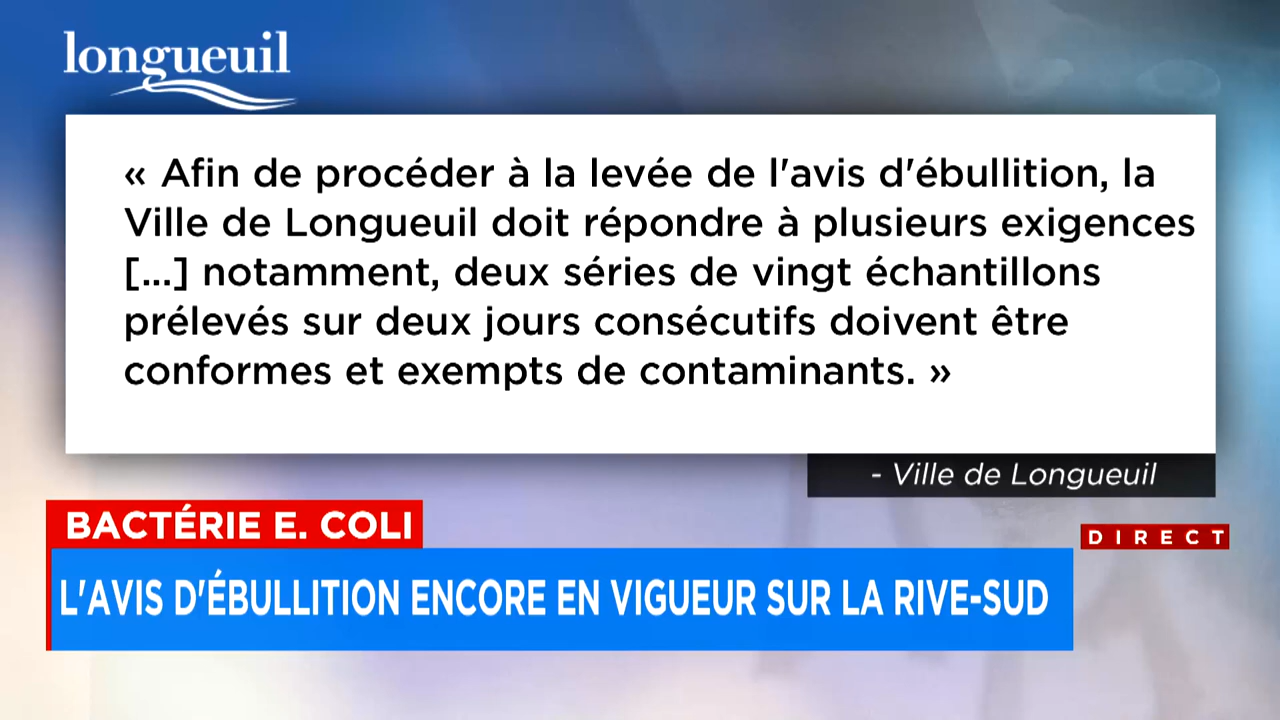 longueuil
« Afin de procéder à la levée de l'avis d'ébullition, la
Ville de Longueuil doit répondre à plusieurs exigences
[...] notamment, deux séries de vingt échantillons
prélevés sur deux jours consécutifs doivent être
conformes et exempts de contaminants. »
- Ville de Longueuil
BACTÉRIE E. COLI
DIRECT
L'AVIS D'ÉBULLITION ENCORE EN VIGUEUR SUR LA RIVE-SUD